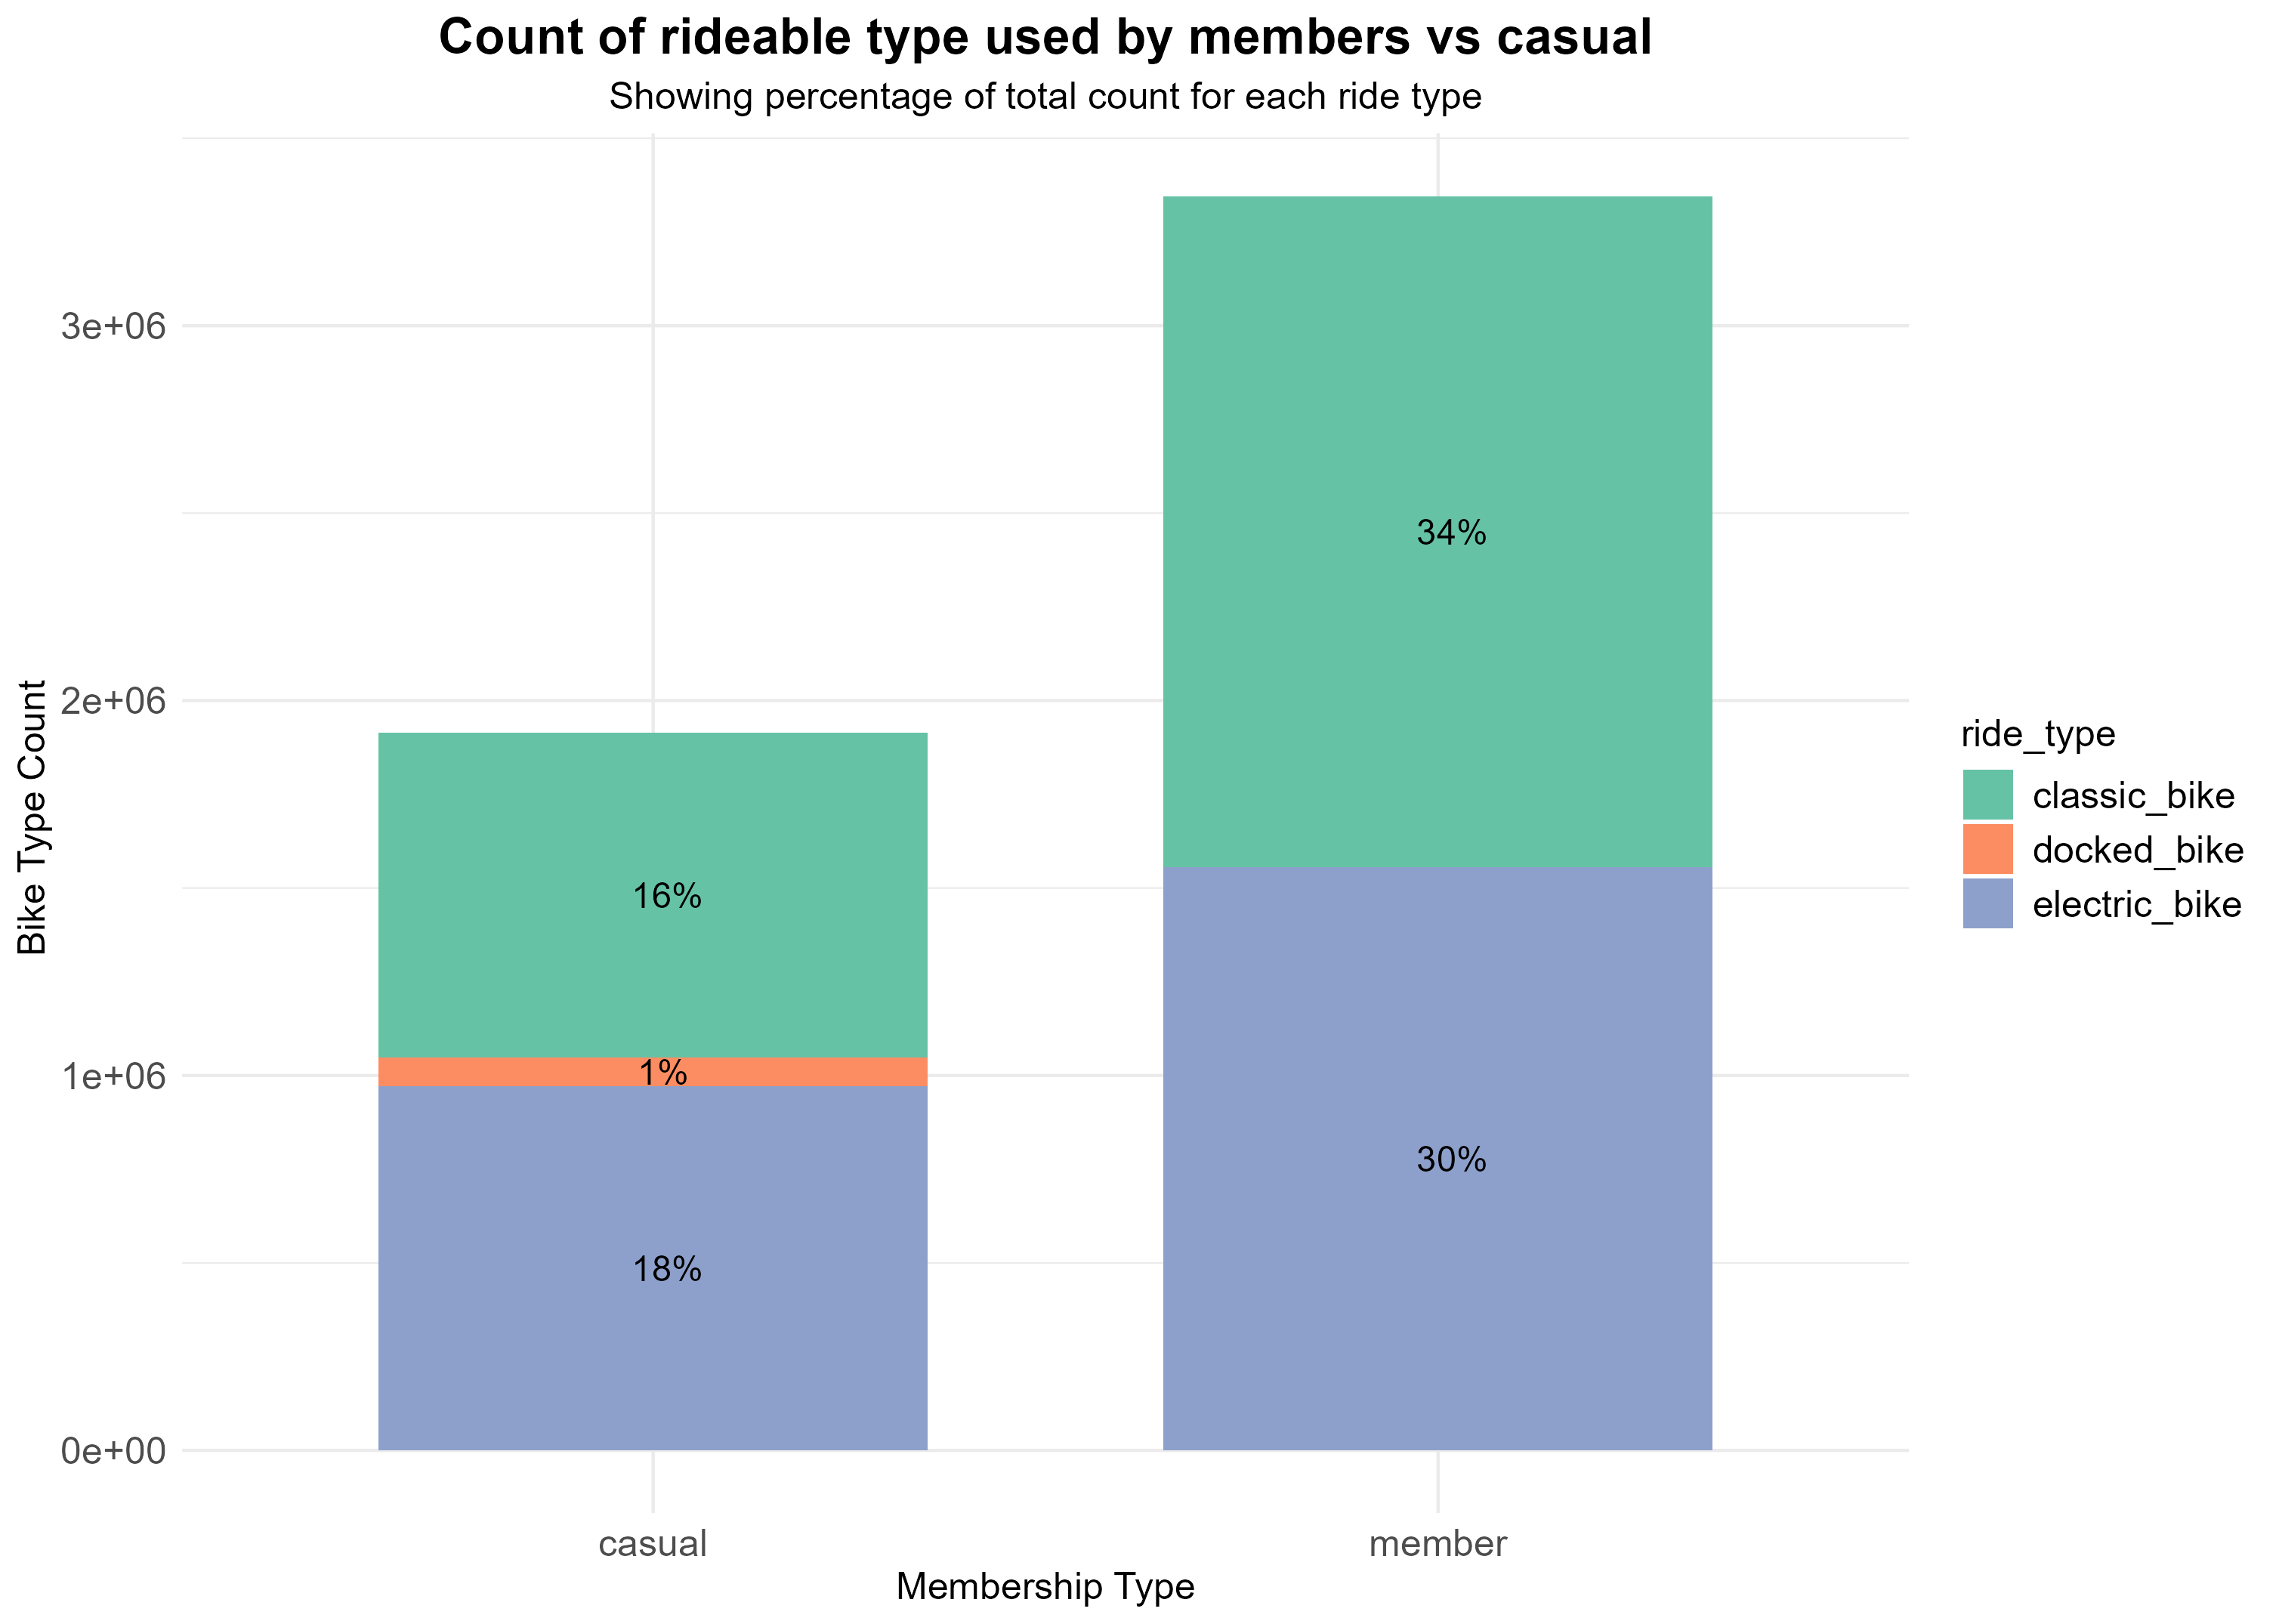 Count of rideable type used by members vs casual
Showing percentage of total count for each ride type
Bike Type Count
3e+06
2e+06
1e+06
0e+00
16%
1%
18%
34%
30%
casual
member
Membership Type
ride_type
classic_bike
docked_bike
electric_bike